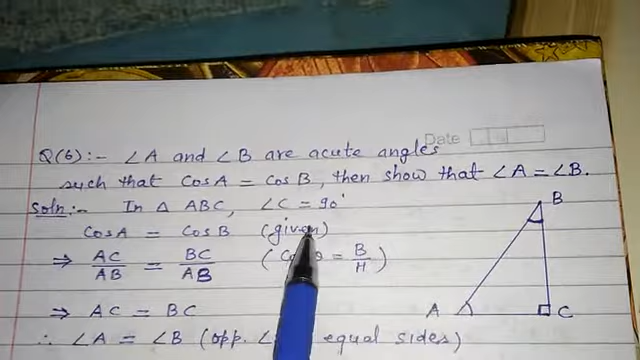 Date
Q(6):- ∠A and ∠B are acute angles
such that CosA = CosB, then show that ∠A = ∠B.
Soln:- In Δ ABC, ∠C = 90°
CosA = CosB (given)
⇒ AC/AB = BC/AB ( = B/H )
⇒ AC = BC
∴ ∠A = ∠B (opp. equal sides)
B
A
C